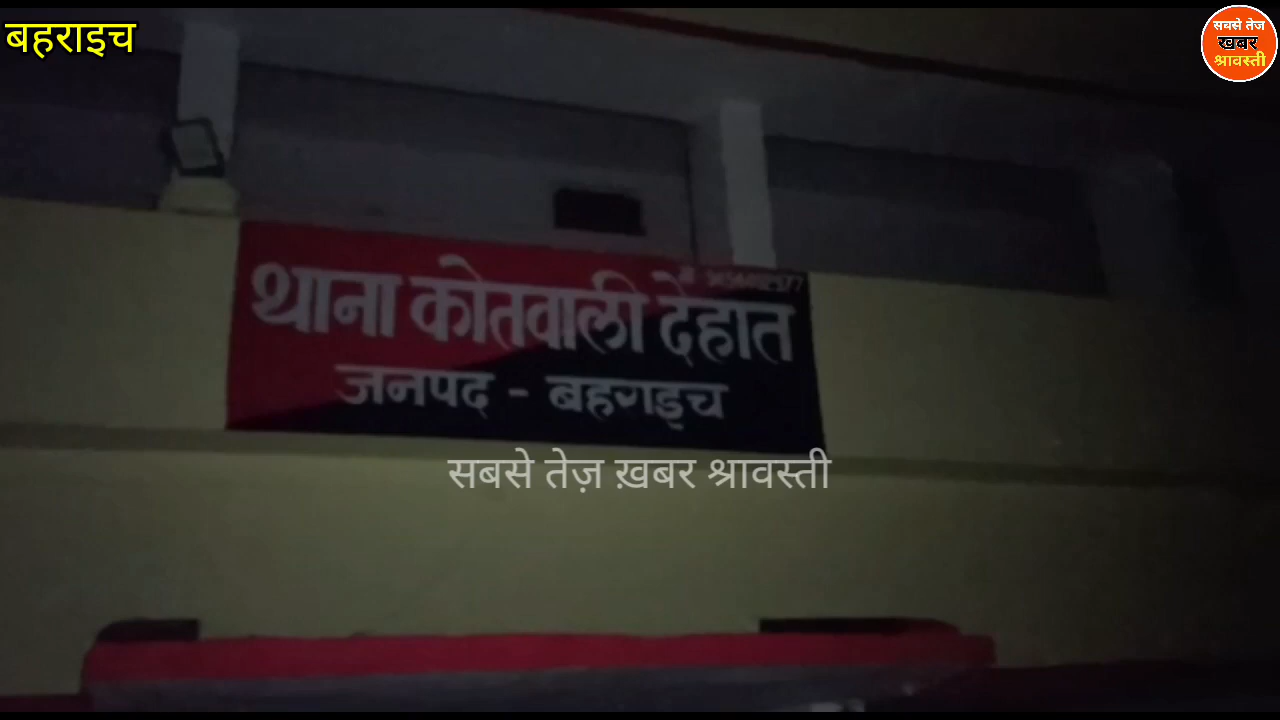 बहराइच
सबसे तेज
खबर
श्रावस्ती
थाना कोतवाली देहात
जनपद - बहराइच
सबसे तेज़ ख़बर श्रावस्ती